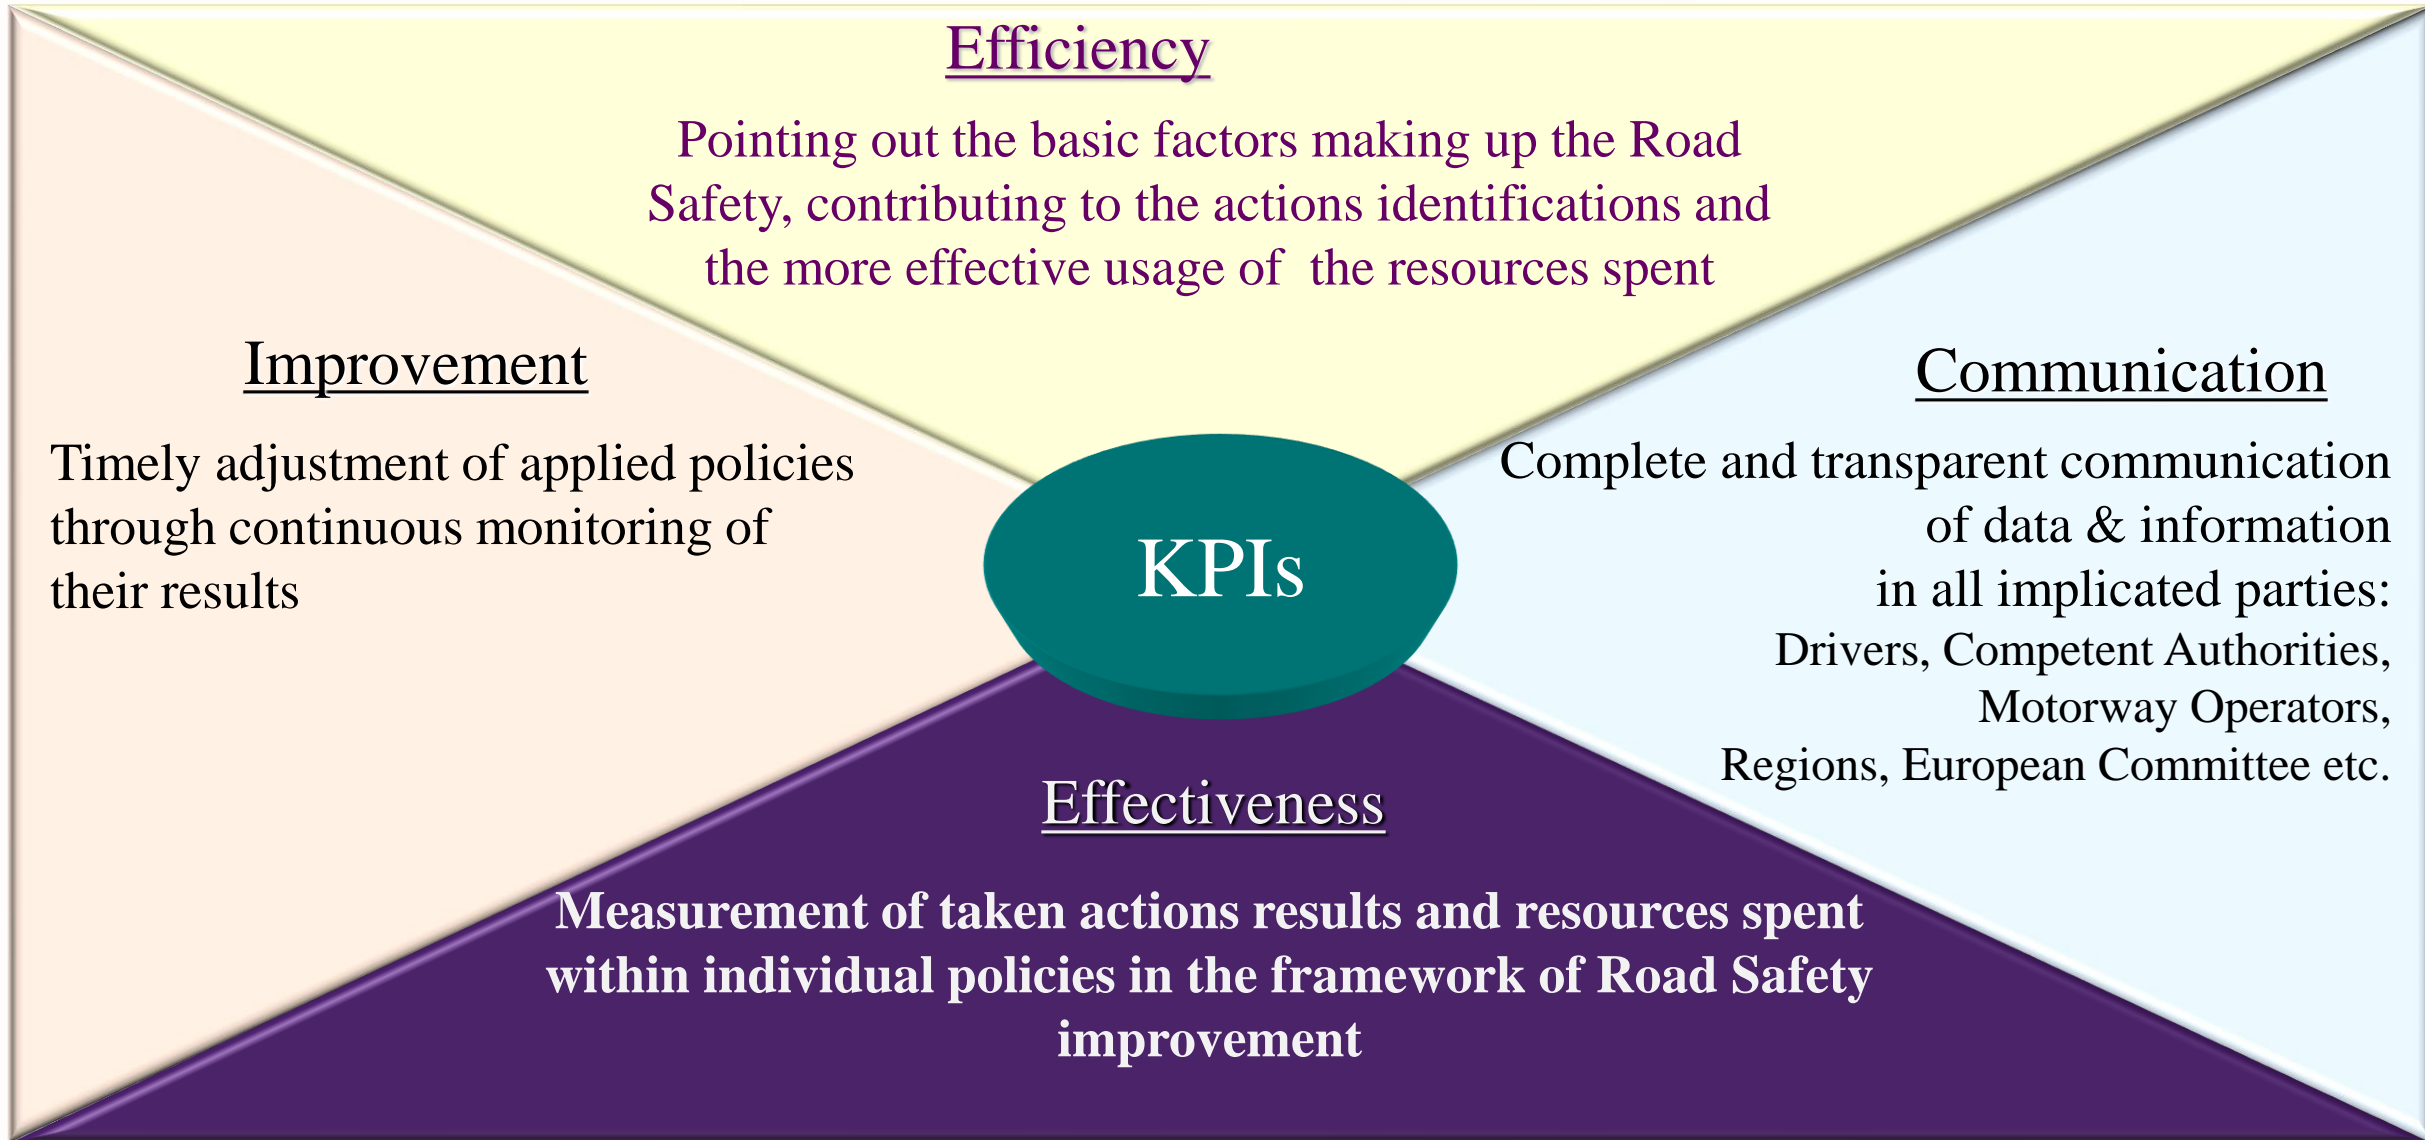 Efficiency
Pointing out the basic factors making up the Road
Safety, contributing to the actions identifications and
the more effective usage of the resources spent
Improvement
Timely adjustment of applied policies
through continuous monitoring of
their results
KPIs
Communication
Complete and transparent communication
of data & information
in all implicated parties:
Drivers, Competent Authorities,
Motorway Operators,
Regions, European Committee etc.
Effectiveness
Measurement of taken actions results and resources spent
within individual policies in the framework of Road Safety
improvement